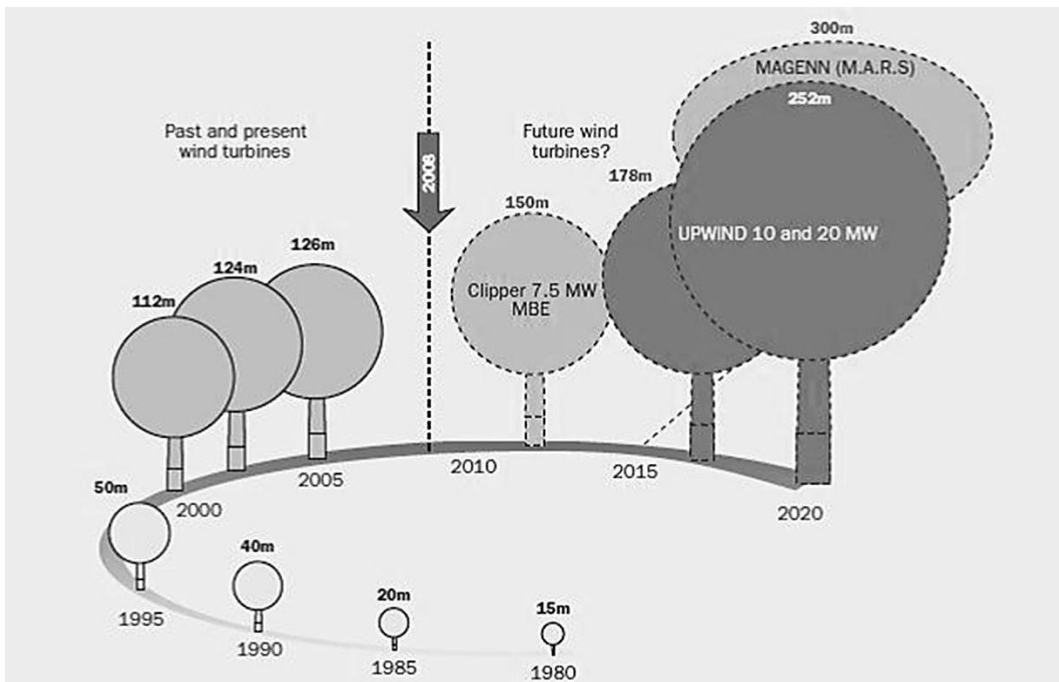 300m
MAGENN (M.A.R.S)
252m
Past and present
wind turbines
2008
Future wind
turbines?
178m
150m
UPWIND 10 and 20 MW
126m
124m
112m
Clipper 7.5 MW
MBE
2010
2015
2005
50m
2000
2020
40m
20m
15m
1995
1990
1985
1980